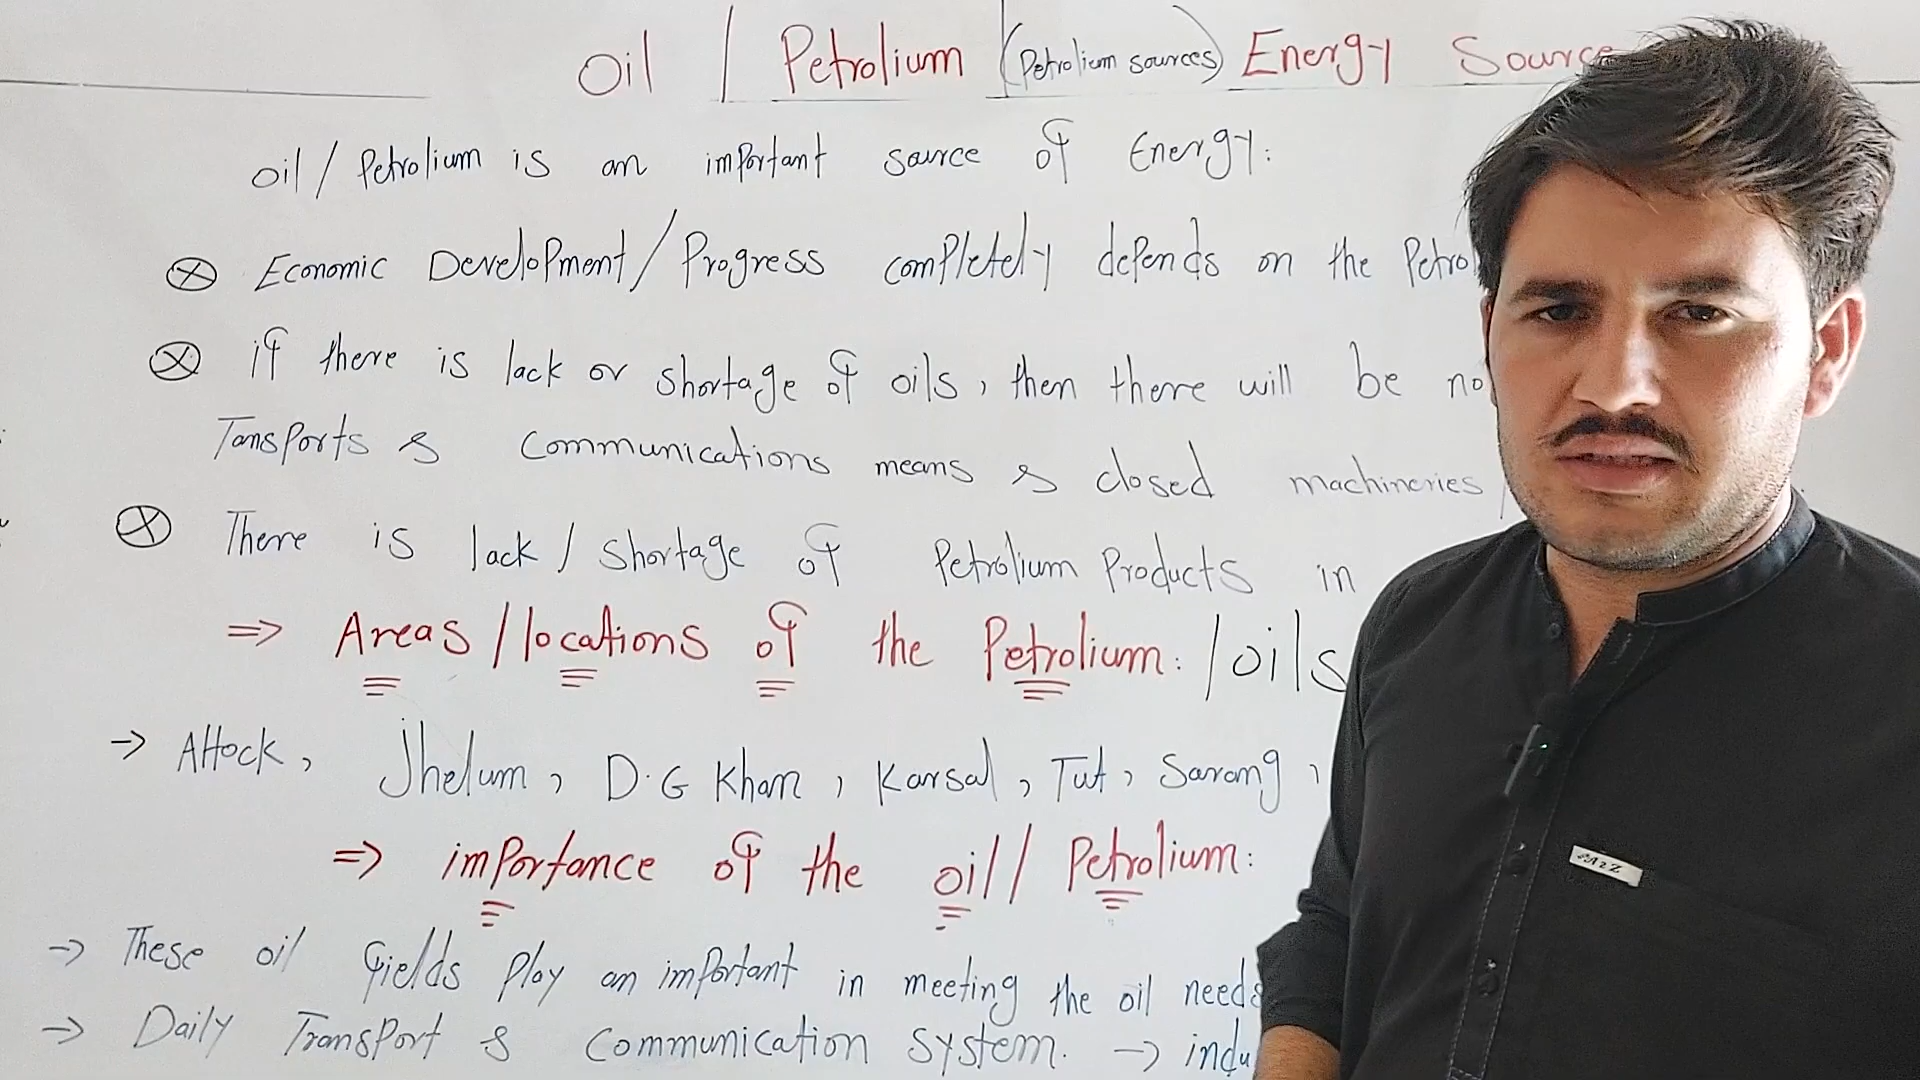 Oil / Petrolium (Petrolium sources) Energy Source
oil / Petrolium is an important source of Energy:
Economic Development / Progress completely depends on the Petrol
if there is lack or shortage of oils, then there will be no
Tansports & communications means & closed machineries /
There is lack / shortage of Petrolium Products in
=> Areas / locations of the Petrolium: / oils
-> Attock, Jhelum, D.G Khan, Karsal, Tut, Sarang,
=> importance of the oil / Petrolium:
-> These oil fields play an important in meeting the oil needs
-> Daily Transport & Communication system. -> indu